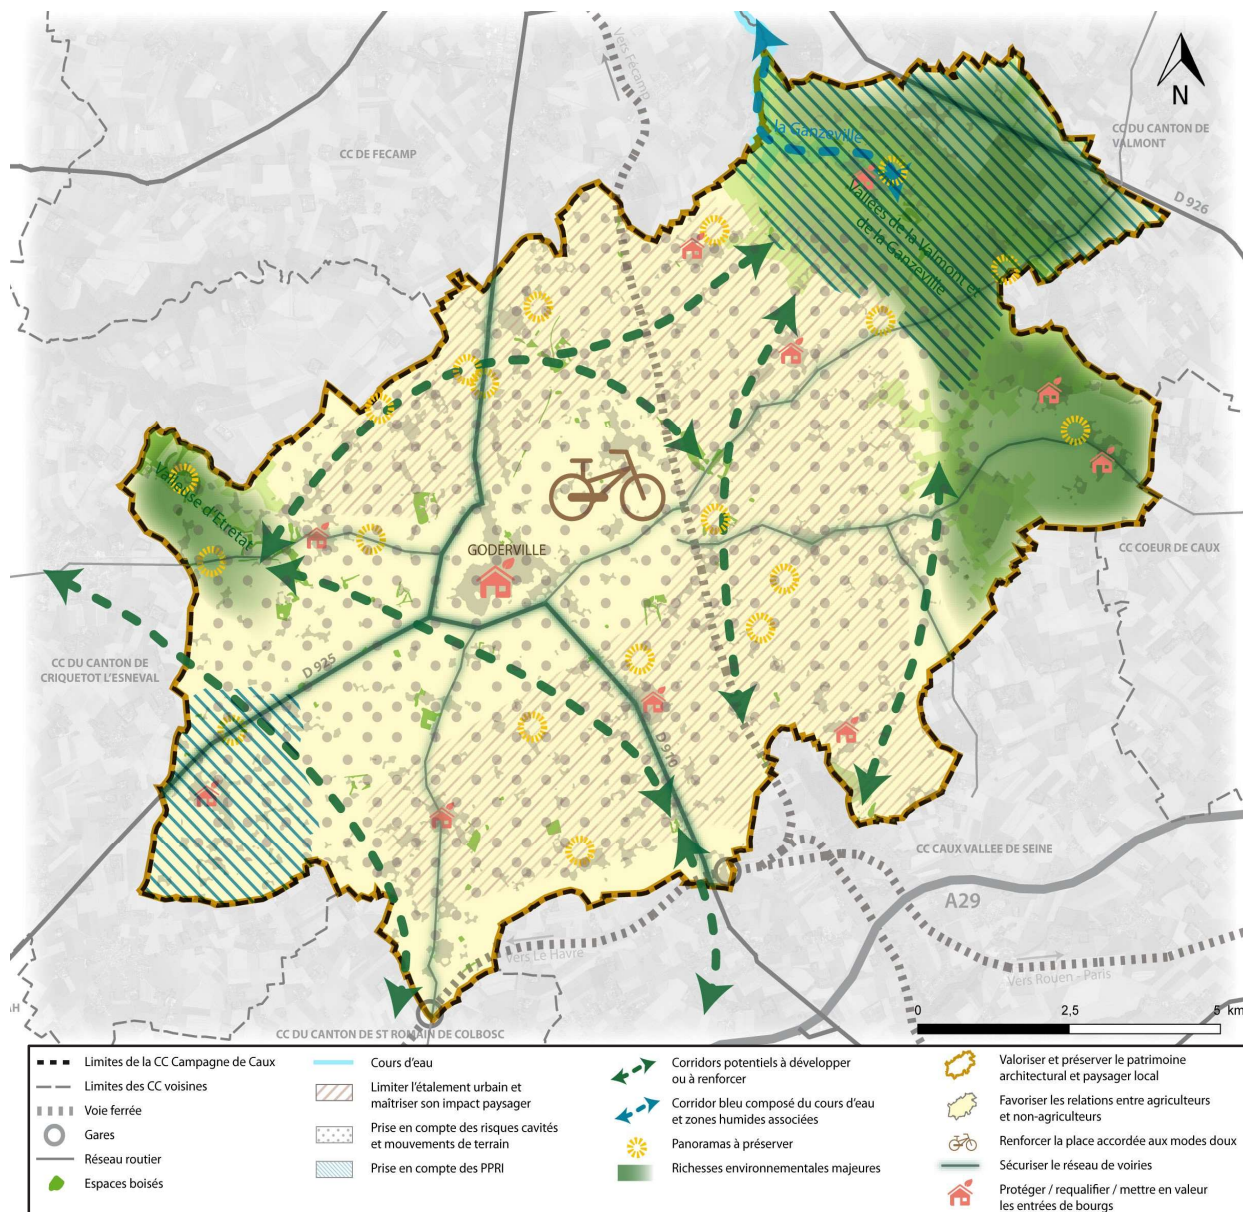 Vers Fécamp
N
la Ganzeville
CC DU CANTON DE
VALMONT
CC DE FECAMP
D 926
Vallées de la Valmont et
de la Ganzeville
Valleuse d'Etretat
GODERVILLE
CC COEUR DE CAUX
CC DU CANTON DE
CRIQUETOT L'ESNEVAL
D 925
D 910
CC CAUX VALLEE DE SEINE
A29
Vers Le Havre
Vers Rouen - Paris
H
CC DU CANTON DE ST ROMAIN DE COLBOSC
0 2,5 5 km
Limites de la CC Campagne de Caux
Limites des CC voisines
Voie ferrée
Gares
Réseau routier
Espaces boisés
Cours d'eau
Limiter l'étalement urbain et
maîtriser son impact paysager
Prise en compte des risques cavités
et mouvements de terrain
Prise en compte des PPRI
Corridors potentiels à développer
ou à renforcer
Corridor bleu composé du cours d'eau
et zones humides associées
Panoramas à préserver
Richesses environnementales majeures
Valoriser et préserver le patrimoine
architectural et paysager local
Favoriser les relations entre agriculteurs
et non-agriculteurs
Renforcer la place accordée aux modes doux
Sécuriser le réseau de voiries
Protéger / requalifier / mettre en valeur
les entrées de bourgs